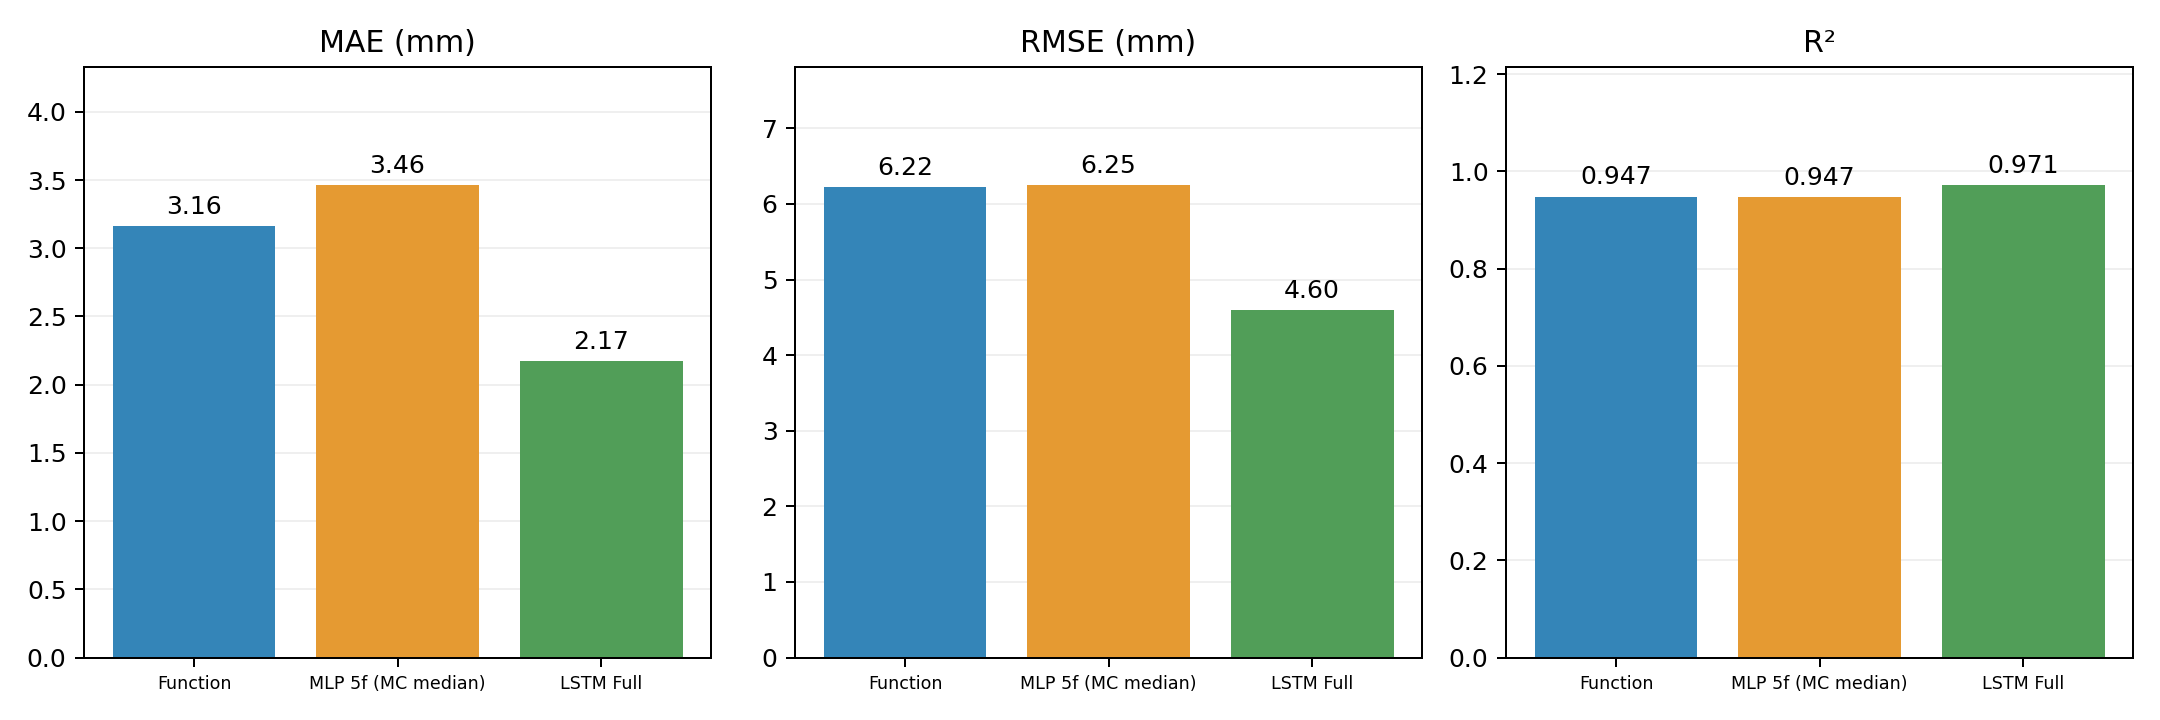 MAE (mm)
4.0
3.5
3.0
2.5
2.0
1.5
1.0
0.5
0.0
3.16
3.46
2.17
Function
MLP 5f (MC median)
LSTM Full
RMSE (mm)
7
6
5
4
3
2
1
0
6.22
6.25
4.60
Function
MLP 5f (MC median)
LSTM Full
R²
1.2
1.0
0.8
0.6
0.4
0.2
0.0
0.947
0.947
0.971
Function
MLP 5f (MC median)
LSTM Full